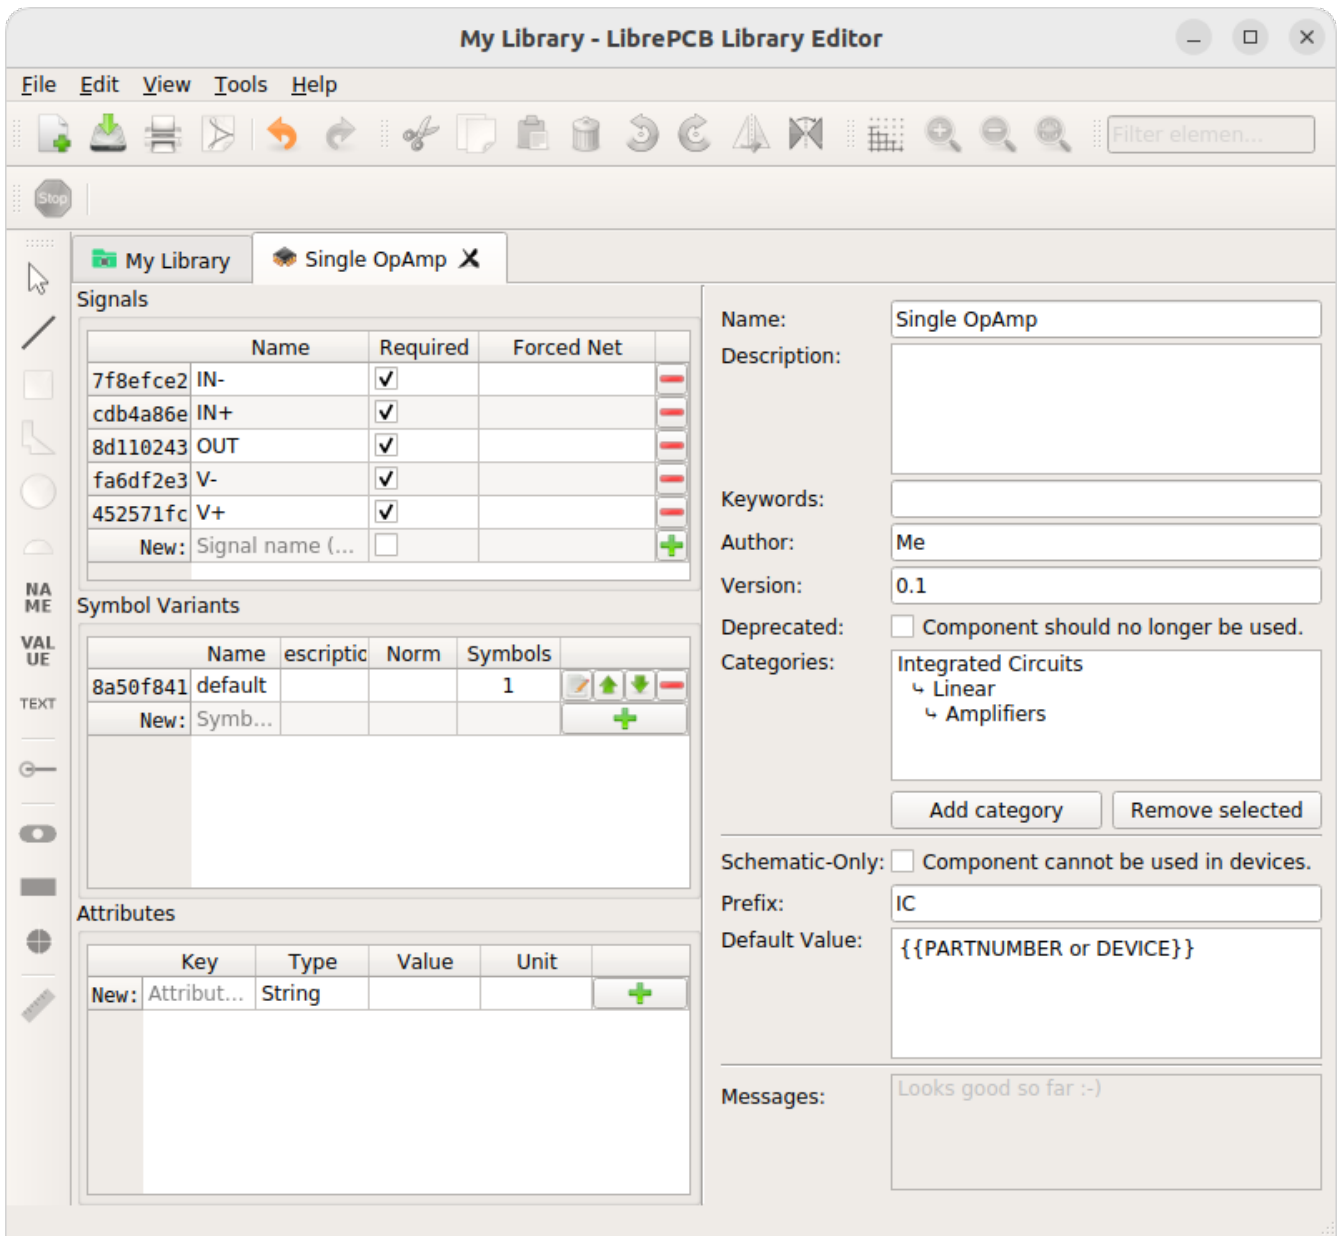 My Library - LibrePCB Library Editor
File Edit View Tools Help
Filter elemen...
Stop
My Library
Single OpAmp
Signals
Name Required Forced Net
7f8efce2 IN-
cdb4a86e IN+
8d110243 OUT
fa6df2e3 V-
452571fc V+
New: Signal name (...
Symbol Variants
Name escriptio Norm Symbols
8a50f841 default 1
New: Symb...
Attributes
Key Type Value Unit
New: Attribut... String
NA
ME
VAL
UE
TEXT
Name: Single OpAmp
Description:
Keywords:
Author: Me
Version: 0.1
Deprecated: Component should no longer be used.
Categories: Integrated Circuits
↳ Linear
↳ Amplifiers
Add category Remove selected
Schematic-Only: Component cannot be used in devices.
Prefix: IC
Default Value: {{PARTNUMBER or DEVICE}}
Messages: Looks good so far :-)